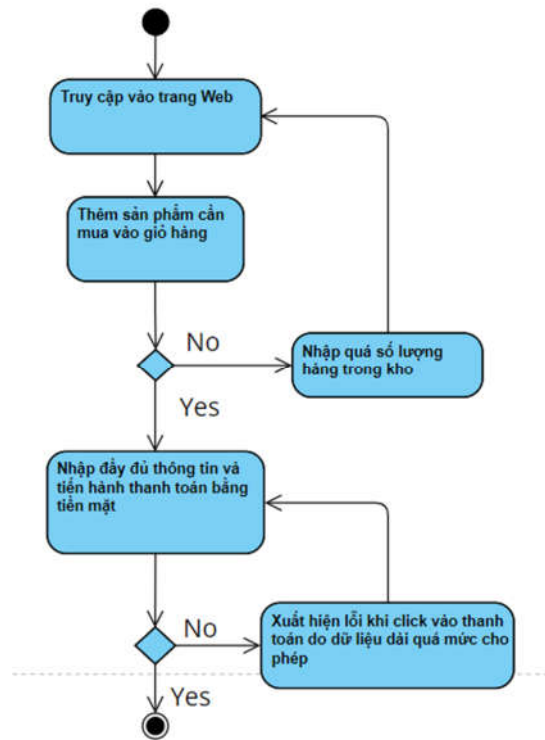 Truy cập vào trang Web
Thêm sản phẩm cần
mua vào giỏ hàng
No
Nhập quá số lượng
hàng trong kho
Yes
Nhập đầy đủ thông tin và
tiến hành thanh toán bằng
tiền mặt
No
Xuất hiện lỗi khi click vào thanh
toán do dữ liệu dài quá mức cho
phép
Yes